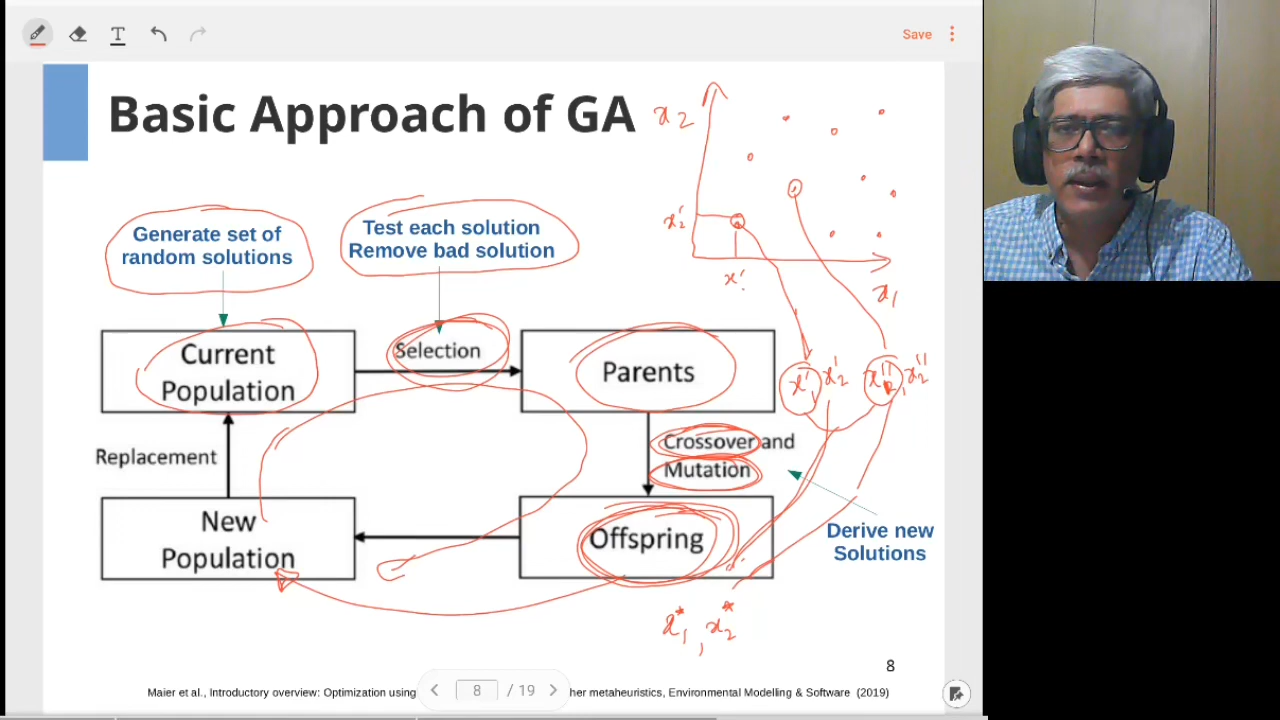 Save
Basic Approach of GA
x2
Generate set of
random solutions
Test each solution
Remove bad solution
x2'
x1'
x1
Current
Population
Selection
Parents
x1', x2'
x1'', x2''
Crossover and
Mutation
Replacement
New
Population
Offspring
Derive new
Solutions
x1*, x2*
8
Maier et al., Introductory overview: Optimization using
her metaheuristics, Environmental Modelling & Software (2019)
8 / 19